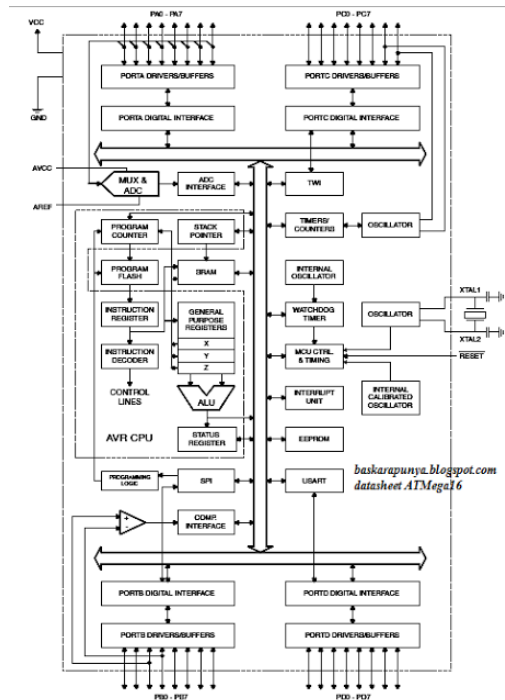 PA0 - PA7
PC0 - PC7
VCC
GND
PORTA DRIVERS/BUFFERS
PORTC DRIVERS/BUFFERS
PORTA DIGITAL INTERFACE
PORTC DIGITAL INTERFACE
AVCC
AREF
MUX &
ADC
ADC
INTERFACE
TWI
PROGRAM
COUNTER
STACK
POINTER
TIMERS/
COUNTERS
OSCILLATOR
PROGRAM
FLASH
SRAM
INTERNAL
OSCILLATOR
INSTRUCTION
REGISTER
GENERAL
PURPOSE
REGISTERS
X
Y
Z
WATCHDOG
TIMER
OSCILLATOR
XTAL1
XTAL2
RESET
INSTRUCTION
DECODER
MCU CTRL.
& TIMING
CONTROL
LINES
ALU
INTERRUPT
UNIT
INTERNAL
CALIBRATED
OSCILLATOR
AVR CPU
STATUS
REGISTER
EEPROM
PROGRAMMING
LOGIC
SPI
USART
baskarapunya.blogspot.com
datasheet ATMega16
+
-
COMP.
INTERFACE
PORTB DIGITAL INTERFACE
PORTD DIGITAL INTERFACE
PORTB DRIVERS/BUFFERS
PORTD DRIVERS/BUFFERS
PB0 - PB7
PD0 - PD7